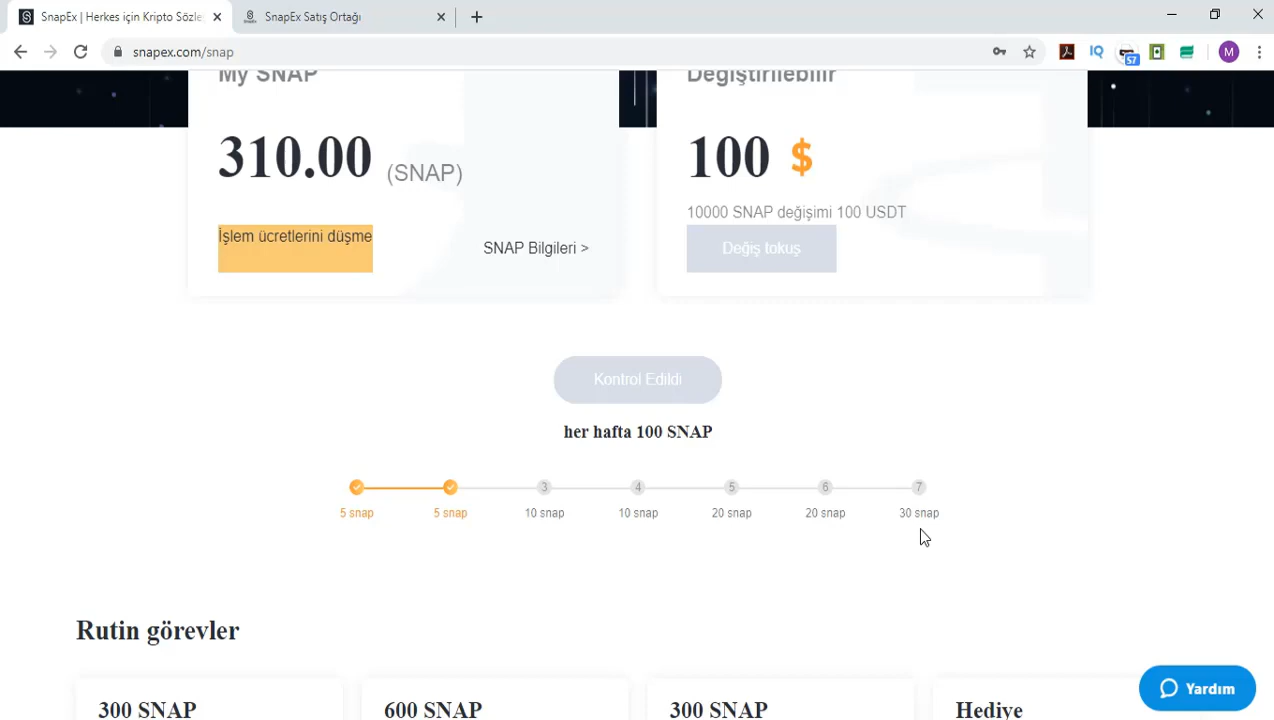 SnapEx | Herkes için Kripto Sözle
SnapEx Satış Ortağı
snapex.com/snap
IQ
57
M
My SNAP
Değiştirilebilir
310.00 (SNAP)
100 $
10000 SNAP değişimi 100 USDT
İşlem ücretlerini düşme
SNAP Bilgileri >
Değiş tokuş
Kontrol Edildi
her hafta 100 SNAP
3 4 5 6 7
5 snap 5 snap 10 snap 10 snap 20 snap 20 snap 30 snap
Rutin görevler
300 SNAP
600 SNAP
300 SNAP
Hediye
Yardım